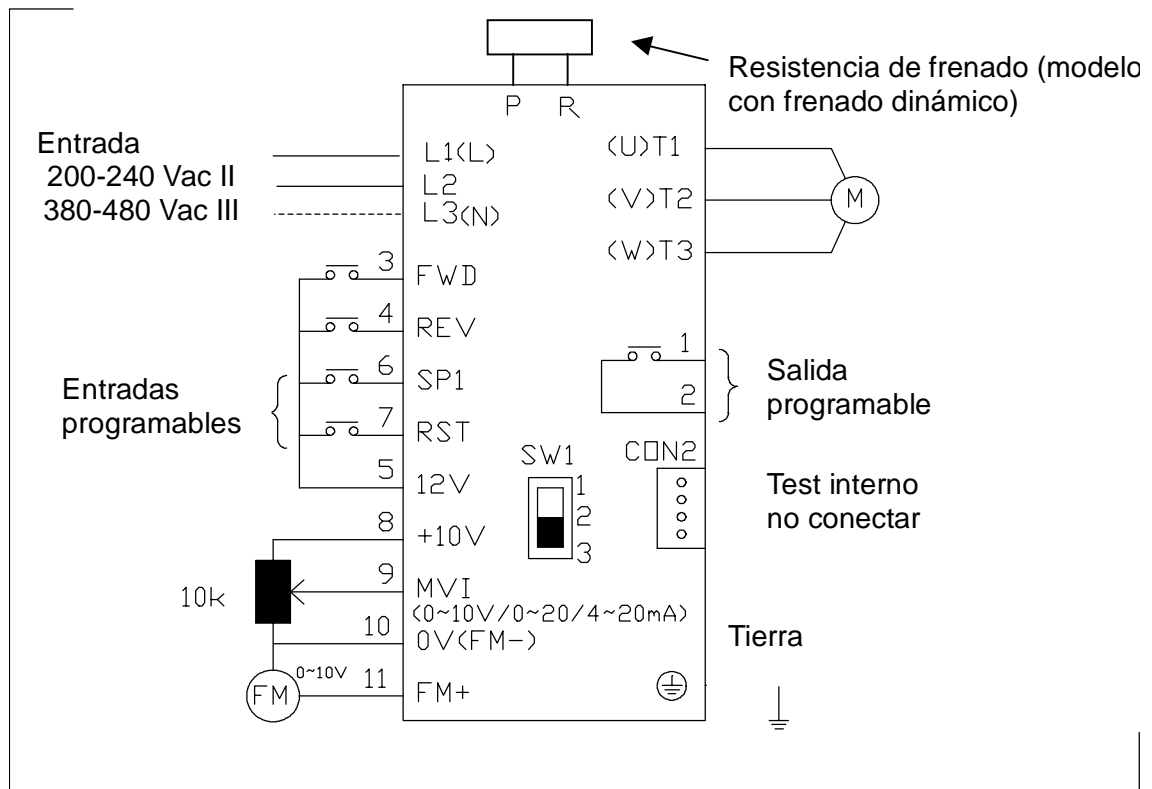 Resistencia de frenado (modelo
con frenado dinámico)
P R
Entrada
200-240 Vac II
380-480 Vac III
L1(L)
L2
L3(N)
(U)T1
(V)T2
(W)T3
M
3 FWD
4 REV
6 SP1
7 RST
5 12V
Entradas
programables
1
2
Salida
programable
SW1
1
2
3
CON2
Test interno
no conectar
8 +10V
10k
9 MVI
(0~10V/0~20/4~20mA)
10 0V(FM-)
FM
0~10V
11 FM+
Tierra